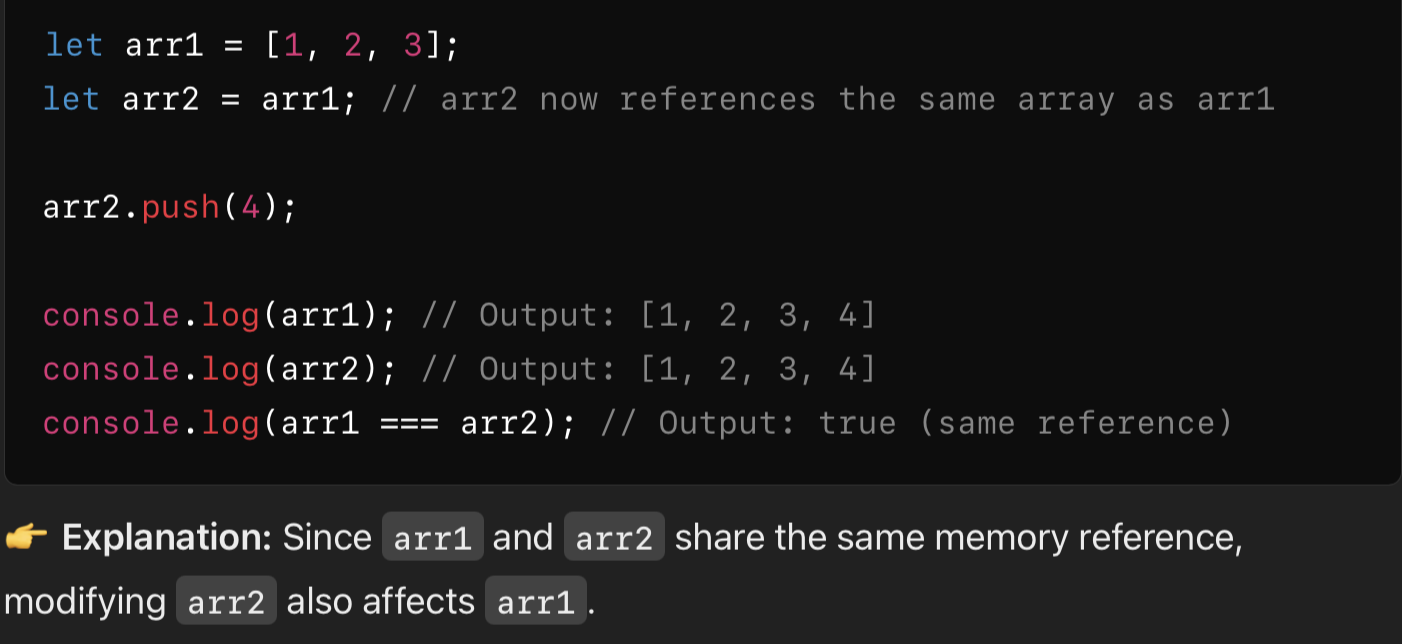 let arr1 = [1, 2, 3];
let arr2 = arr1; // arr2 now references the same array as arr1
arr2.push(4);
console.log(arr1); // Output: [1, 2, 3, 4]
console.log(arr2); // Output: [1, 2, 3, 4]
console.log(arr1 === arr2); // Output: true (same reference)
👉 Explanation: Since arr1 and arr2 share the same memory reference,
modifying arr2 also affects arr1.